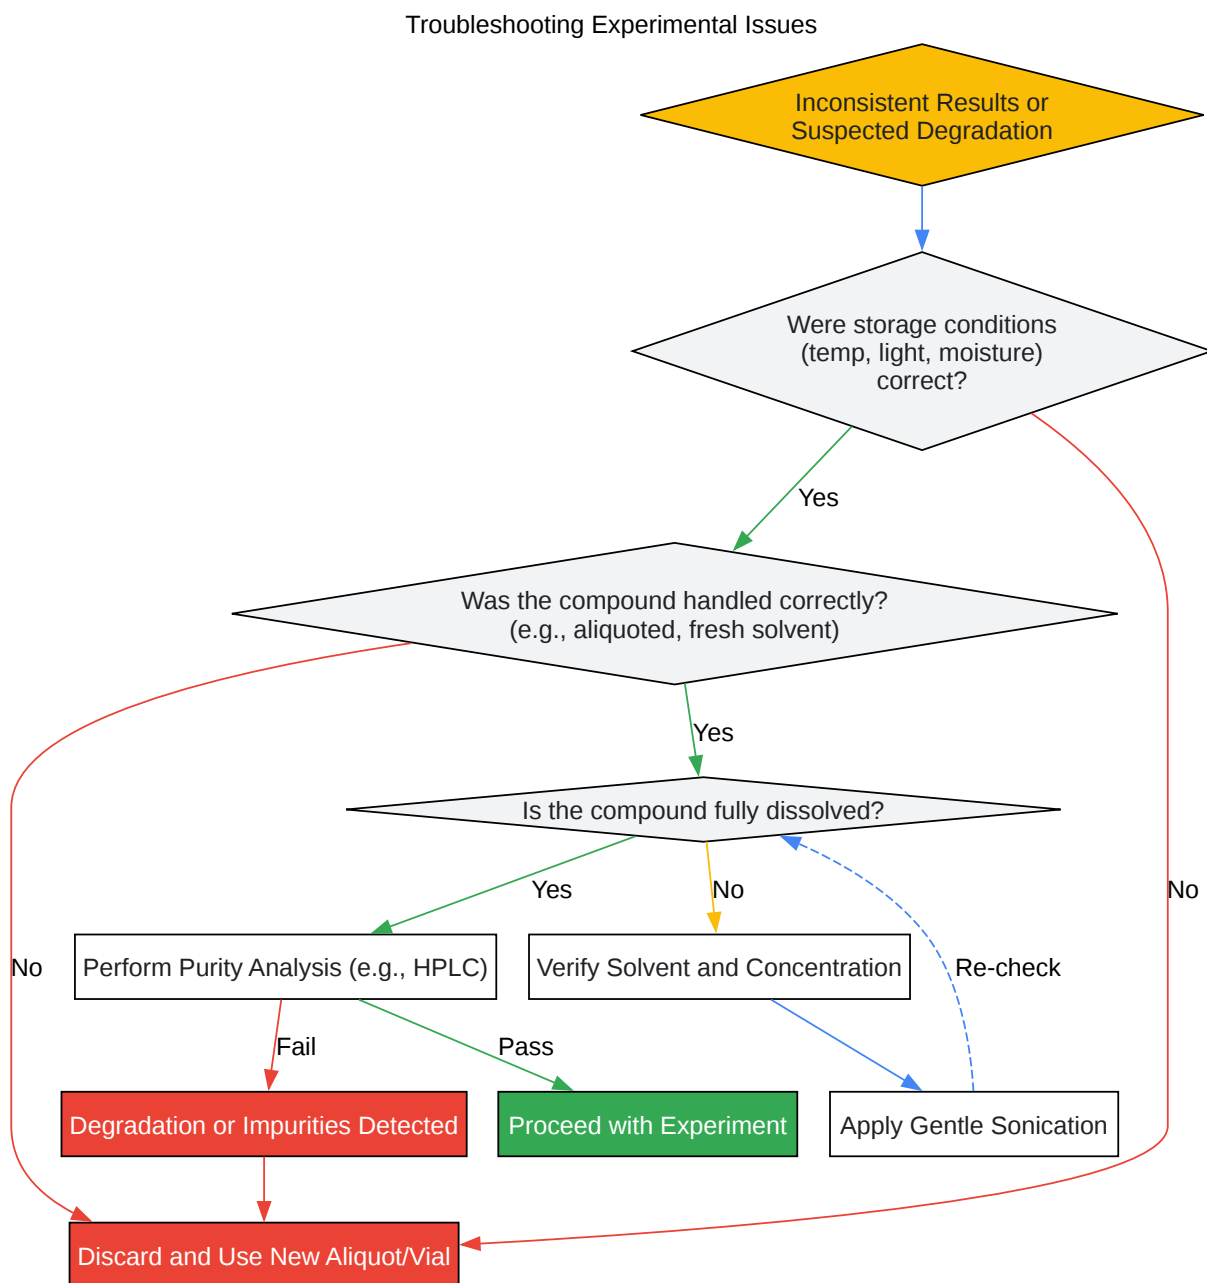 Troubleshooting Experimental Issues
Inconsistent Results or
Suspected Degradation
Were storage conditions
(temp, light, moisture)
correct?
Yes
Was the compound handled correctly?
(e.g., aliquoted, fresh solvent)
Yes
Is the compound fully dissolved?
Yes
No
No
Perform Purity Analysis (e.g., HPLC)
Verify Solvent and Concentration
No
Re-check
Fail
Pass
Degradation or Impurities Detected
Proceed with Experiment
Apply Gentle Sonication
Discard and Use New Aliquot/Vial